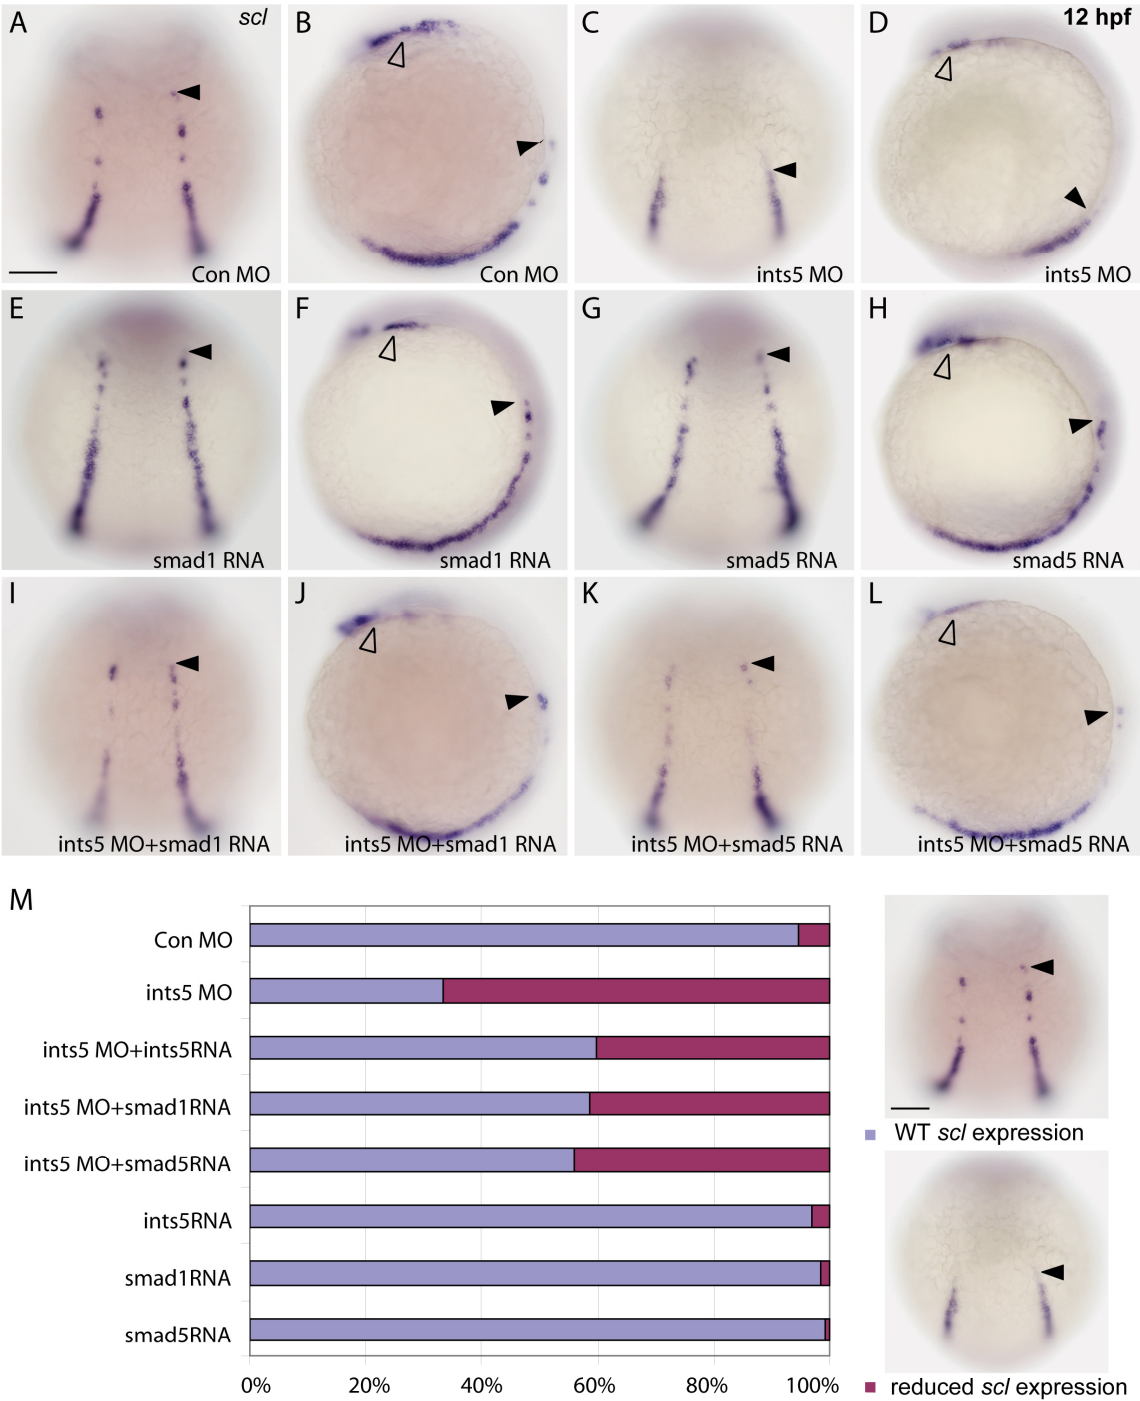 A
scl
B
C
D
12 hpf
Con MO
Con MO
ints5 MO
ints5 MO
E
F
G
H
smad1 RNA
smad1 RNA
smad5 RNA
smad5 RNA
I
J
K
L
ints5 MO+smad1 RNA
ints5 MO+smad1 RNA
ints5 MO+smad5 RNA
ints5 MO+smad5 RNA
M
Con MO
ints5 MO
ints5 MO+ints5RNA
ints5 MO+smad1RNA
ints5 MO+smad5RNA
ints5RNA
smad1RNA
smad5RNA
0%
20%
40%
60%
80%
100%
WT scl expression
reduced scl expression